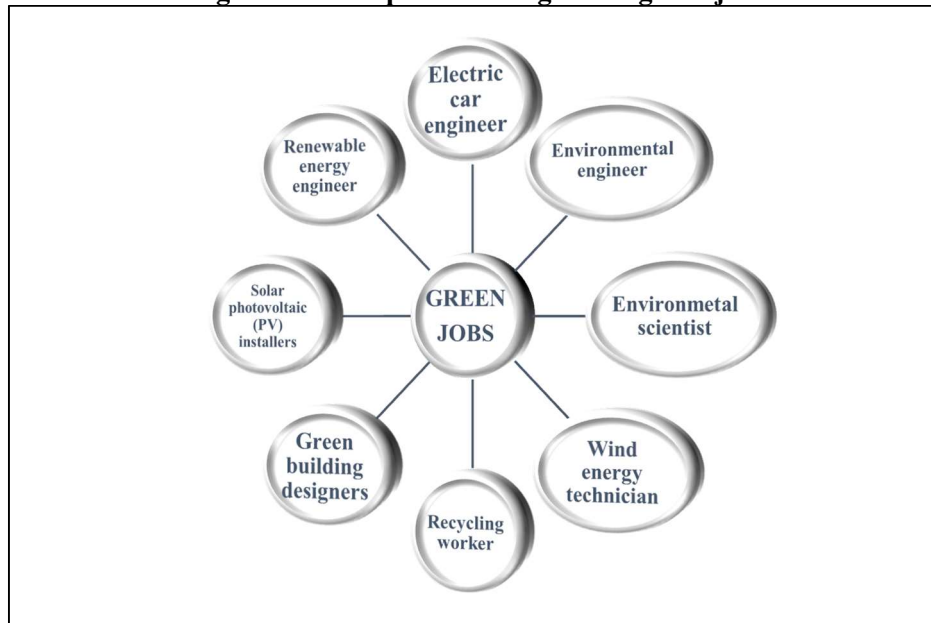 Electric
car
engineer
Environmental
engineer
Environmetal
scientist
Wind
energy
technician
Recycling
worker
Green
building
designers
Solar
photovoltaic
(PV)
installers
Renewable
energy
engineer
GREEN
JOBS